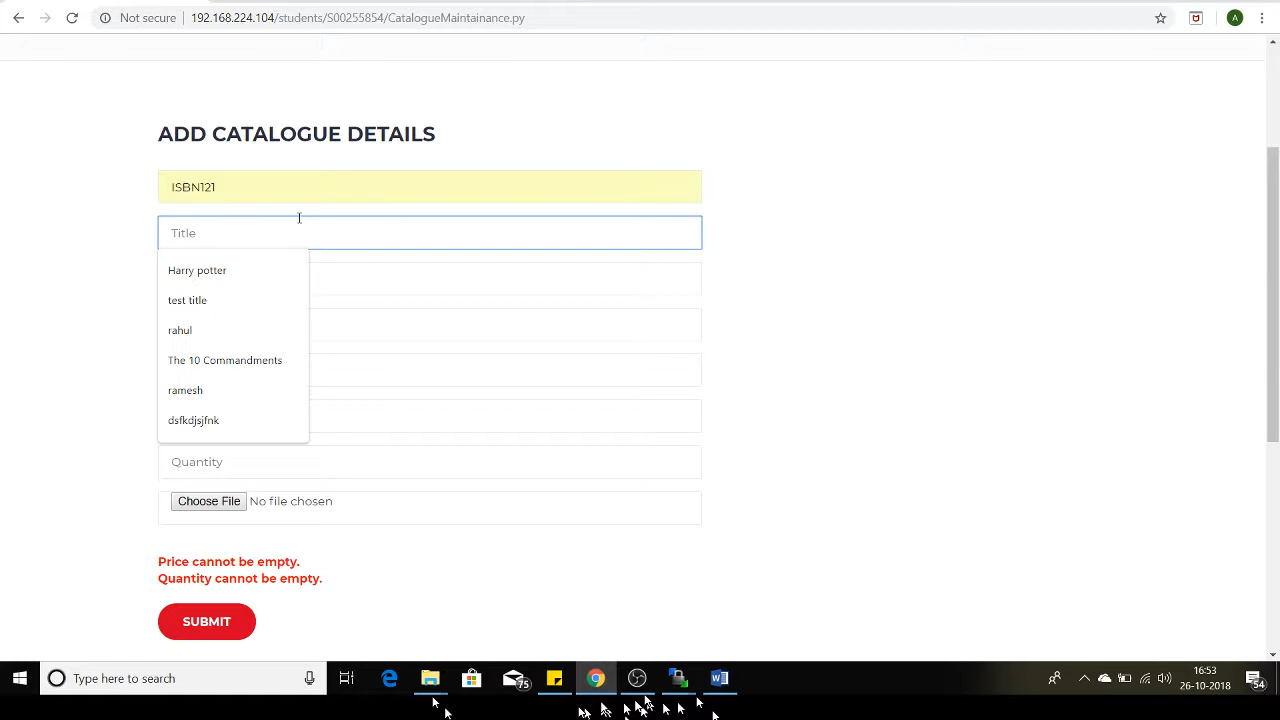 Not secure 192.168.224.104/students/S00255854/CatalogueMaintainance.py
A
ADD CATALOGUE DETAILS
ISBN121
Title
Harry potter
test title
rahul
The 10 Commandments
ramesh
dsfkdjsjfnk
Quantity
Choose File No file chosen
Price cannot be empty.
Quantity cannot be empty.
SUBMIT
Type here to search
75
16:53
26-10-2018
54